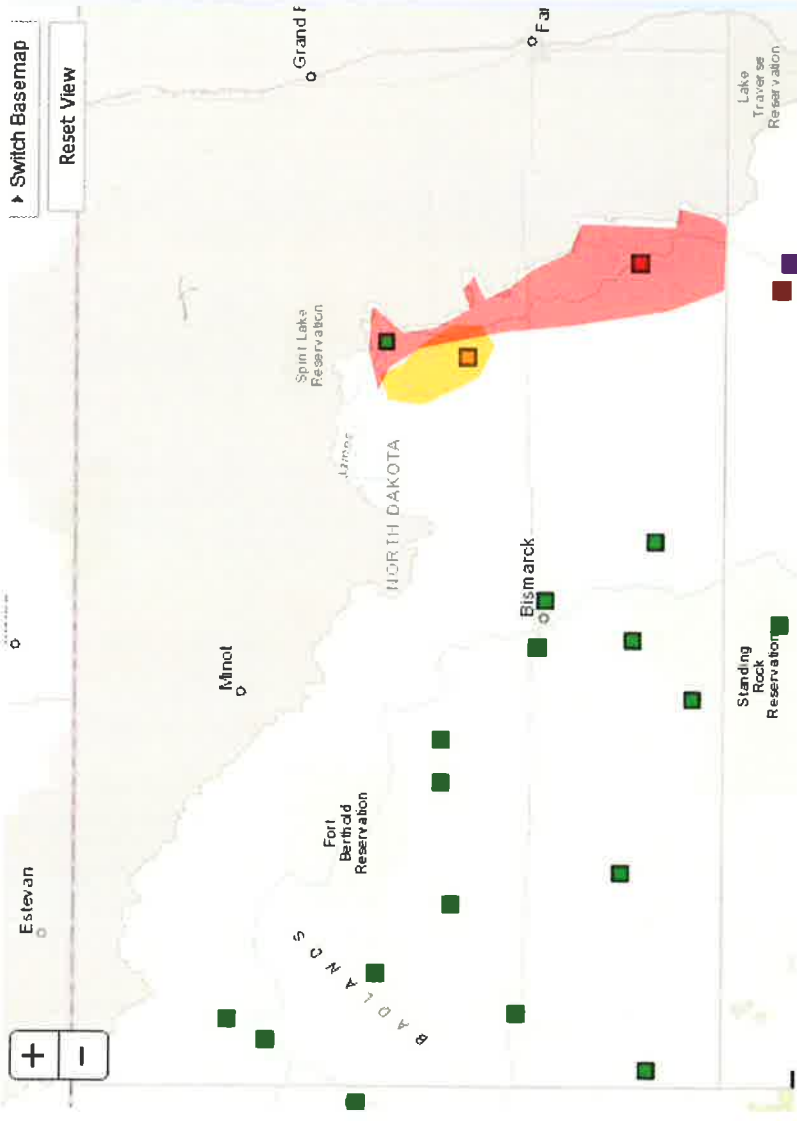 ▸ Switch Basemap
Reset View
+
−
Estevan
Minot
Grand F
Far
Spirit Lake
Reservation
James
NORTH DAKOTA
Fort
Berthold
Reservation
BADLANDS
Bismarck
Standing
Rock
Reservation
Lake
Traverse
Reservation